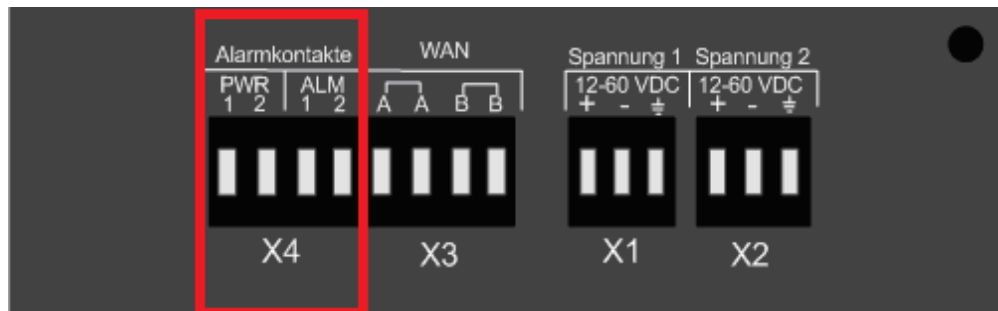 Alarmkontakte
PWR ALM
1 2 1 2
X4
WAN
A A B B
X3
Spannung 1
12-60 VDC
+ - ⏚
X1
Spannung 2
12-60 VDC
+ - ⏚
X2